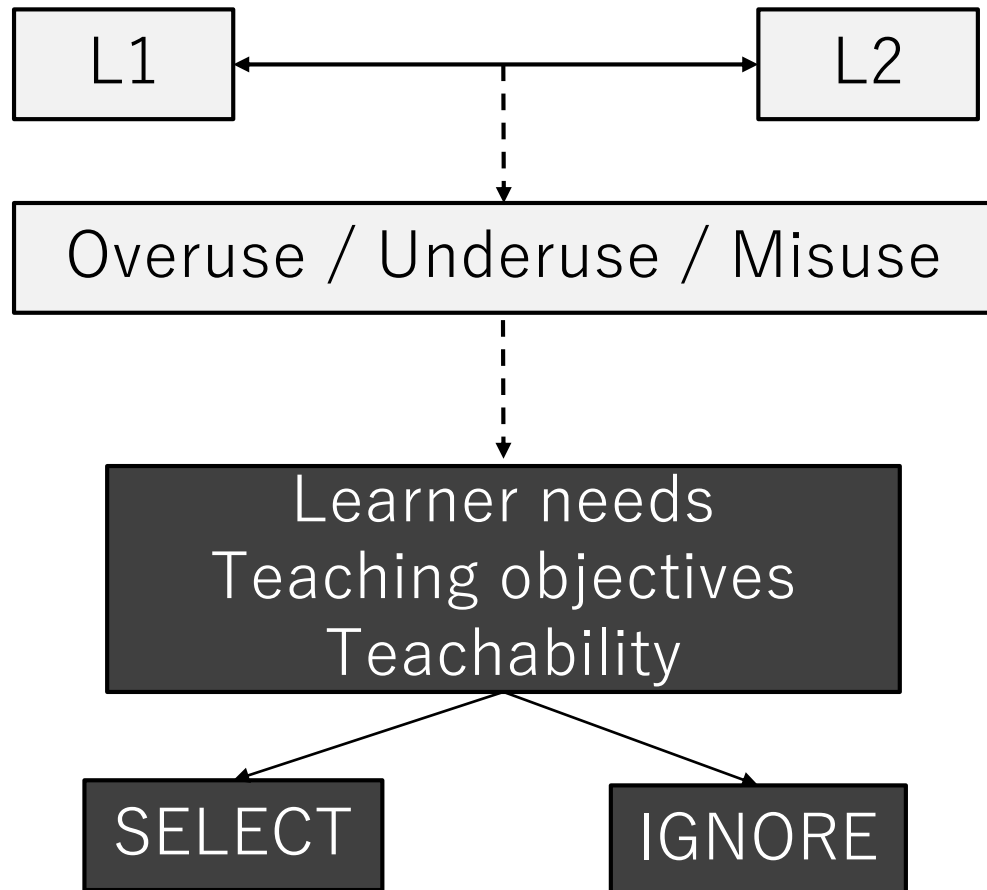 L1
L2
Overuse / Underuse / Misuse
Learner needs
Teaching objectives
Teachability
SELECT
IGNORE